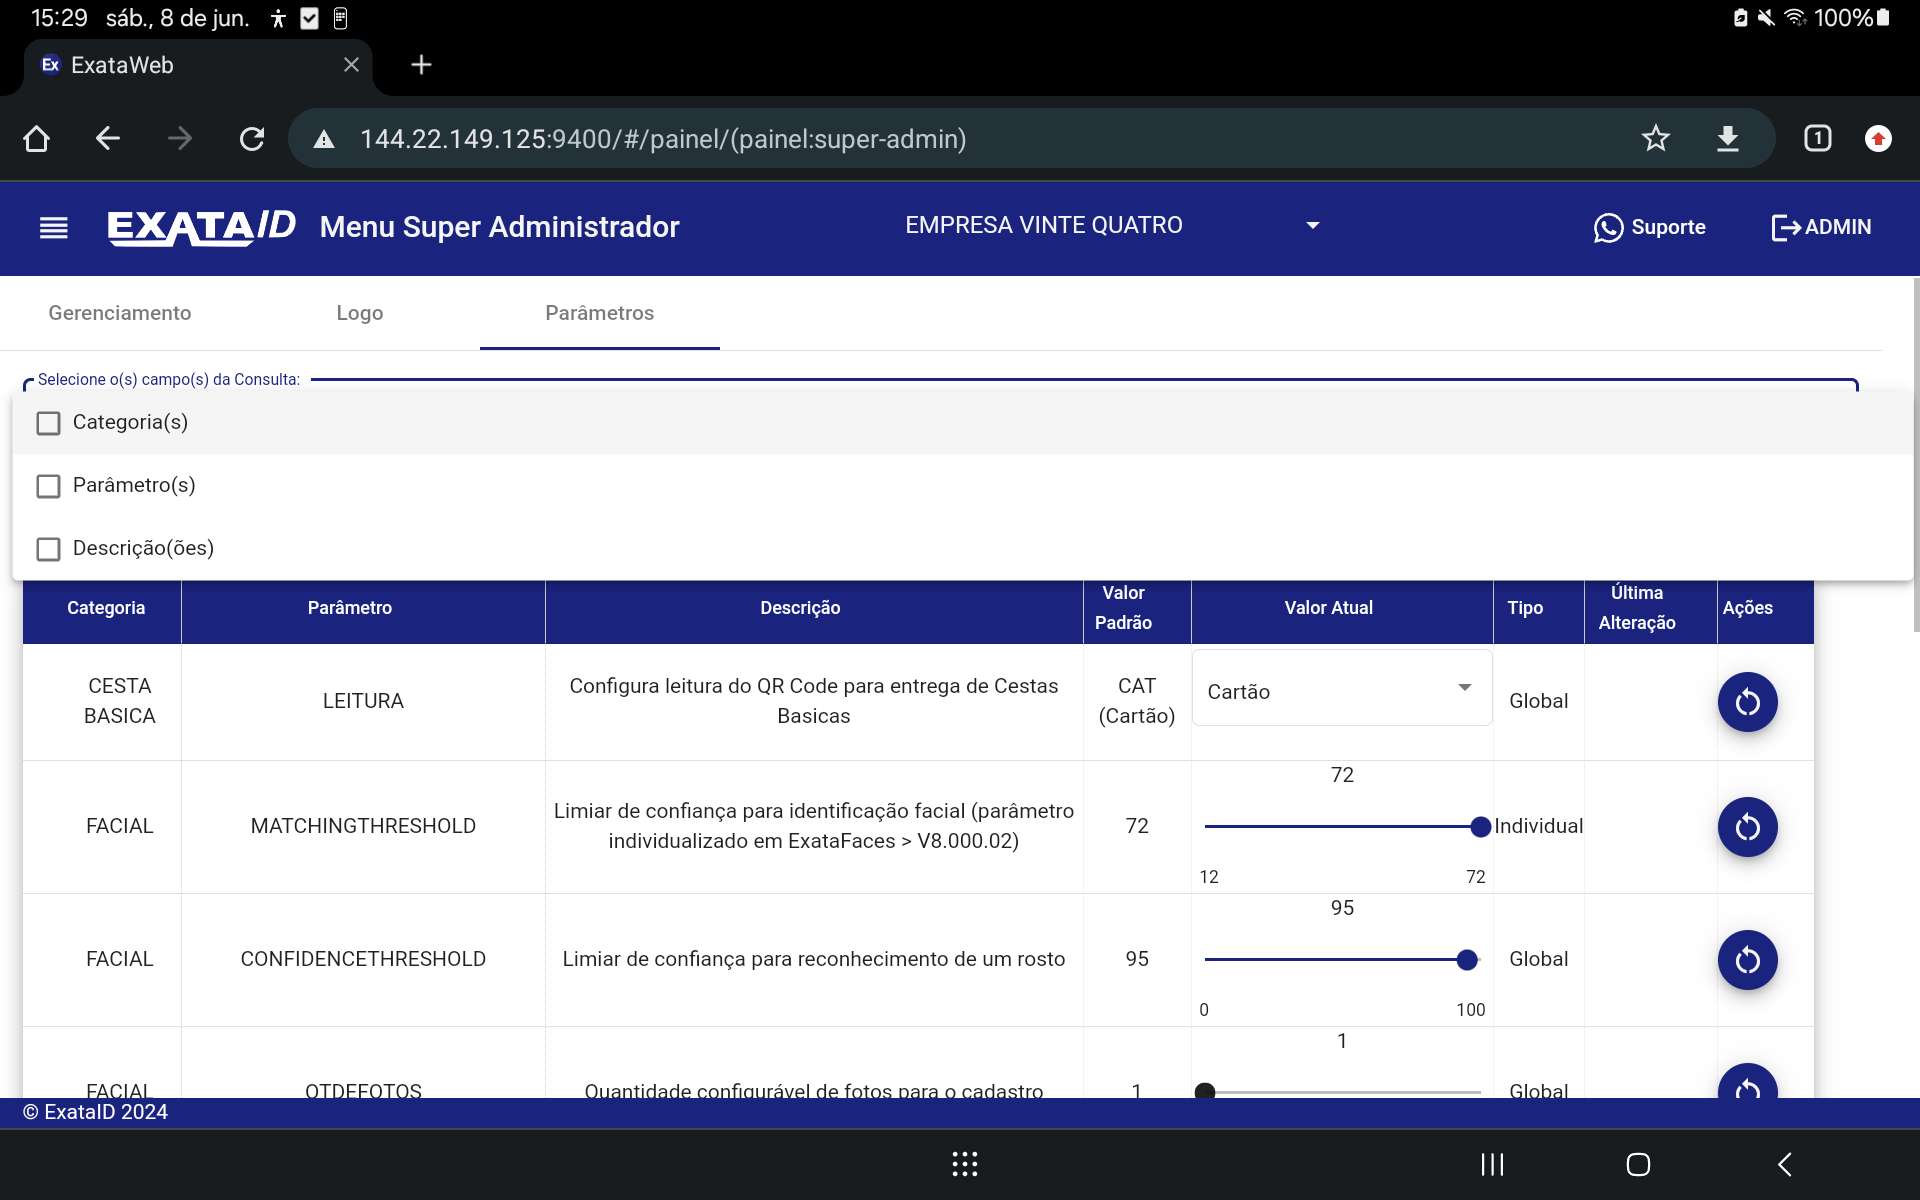 15:29 sáb., 8 de jun.
100%
Ex ExataWeb
144.22.149.125:9400/#/painel/(painel:super-admin)
1
EXATAID Menu Super Administrador
EMPRESA VINTE QUATRO
Suporte
ADMIN
Gerenciamento
Logo
Parâmetros
Selecione o(s) campo(s) da Consulta:
Categoria(s)
Parâmetro(s)
Descrição(ões)
Categoria
Parâmetro
Descrição
Valor
Padrão
Valor Atual
Tipo
Última
Alteração
Ações
CESTA
BASICA
LEITURA
Configura leitura do QR Code para entrega de Cestas
Basicas
CAT
(Cartão)
Cartão
Global
FACIAL
MATCHINGTHRESHOLD
Limiar de confiança para identificação facial (parâmetro
individualizado em ExataFaces > V8.000.02)
72
72
12
72
Individual
FACIAL
CONFIDENCETHRESHOLD
Limiar de confiança para reconhecimento de um rosto
95
95
0
100
Global
FACIAL
QTDEFOTOS
Quantidade configurável de fotos para o cadastro
1
1
Global
© ExataID 2024